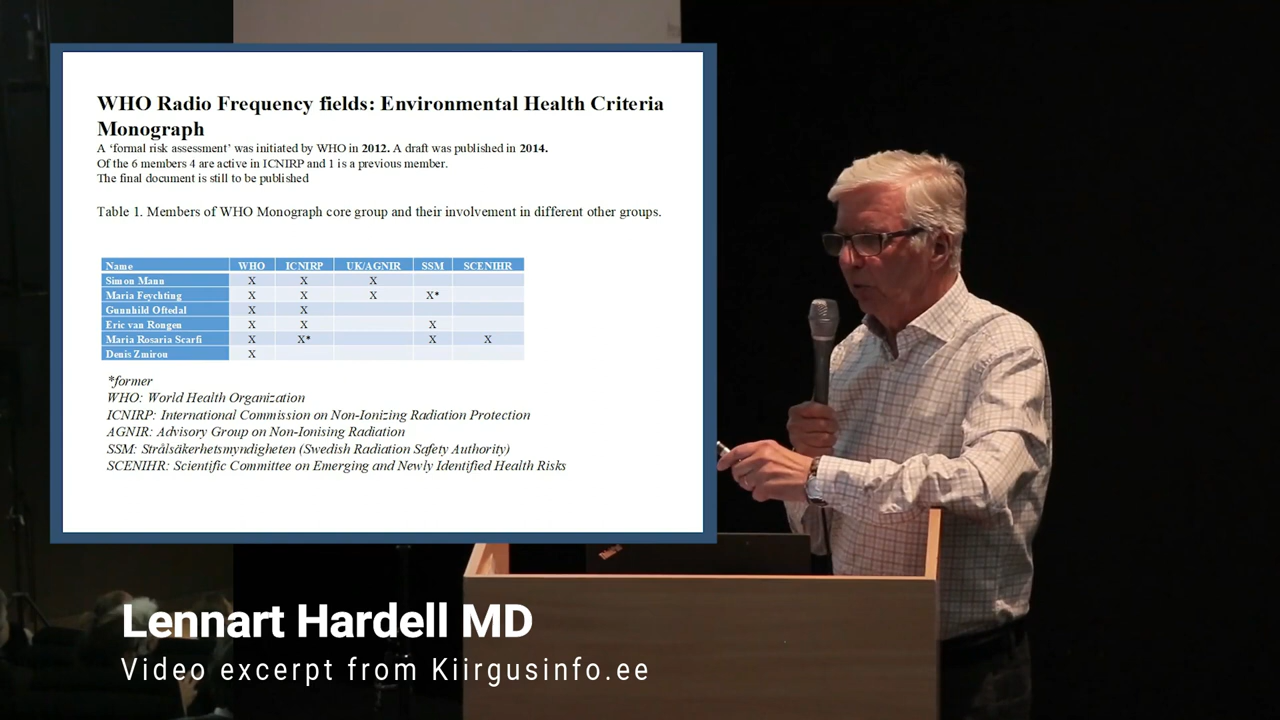 WHO Radio Frequency fields: Environmental Health Criteria
Monograph
A ‘formal risk assessment’ was initiated by WHO in 2012. A draft was published in 2014.
Of the 6 members 4 are active in ICNIRP and 1 is a previous member.
The final document is still to be published
Table 1. Members of WHO Monograph core group and their involvement in different other groups.
Name WHO ICNIRP UK/AGNIR SSM SCENIHR
Simon Mann X X X
Maria Feychting X X X X*
Gunnhild Oftedal X X
Eric van Rongen X X X
Maria Rosaria Scarfi X X* X X
Denis Zmirou X
*former
WHO: World Health Organization
ICNIRP: International Commission on Non-Ionizing Radiation Protection
AGNIR: Advisory Group on Non-Ionising Radiation
SSM: Strålsäkerhetsmyndigheten (Swedish Radiation Safety Authority)
SCENIHR: Scientific Committee on Emerging and Newly Identified Health Risks
Lennart Hardell MD
Video excerpt from Kiirgusinfo.ee